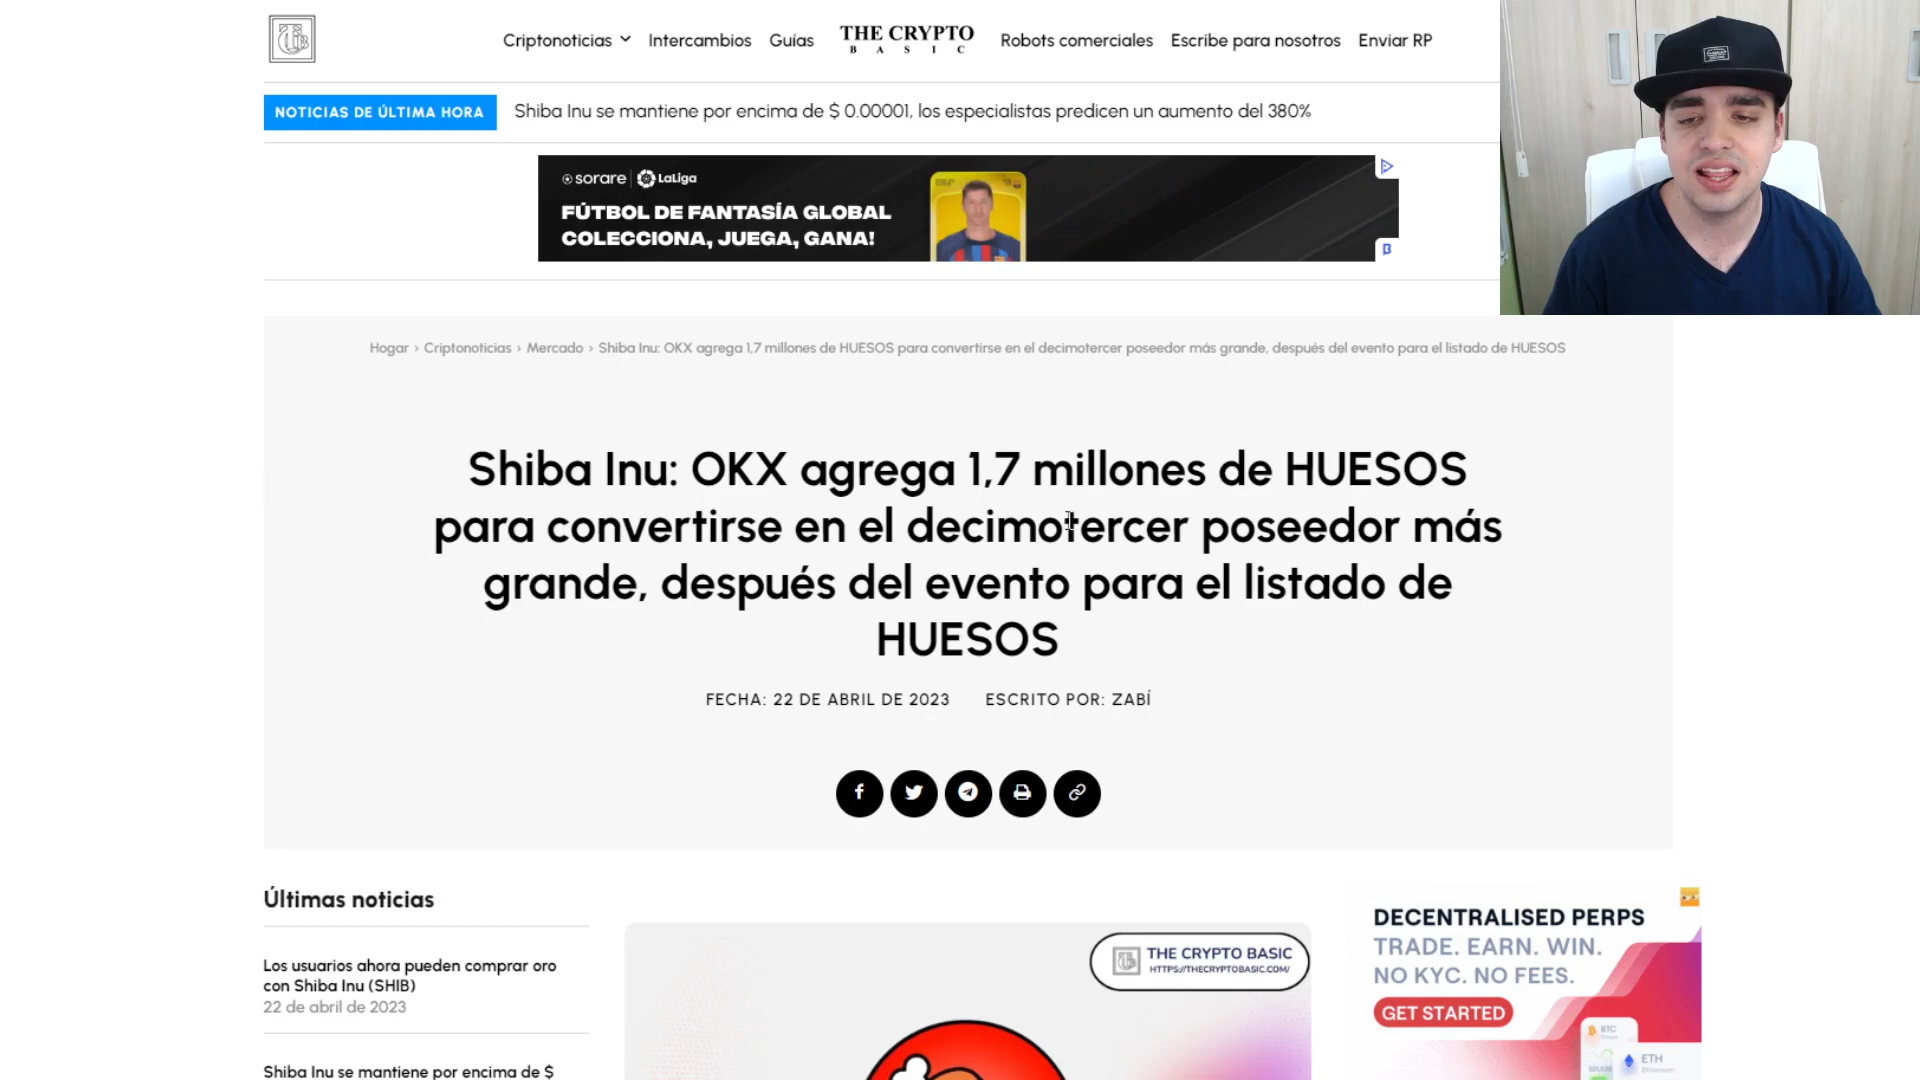 Criptonoticias Intercambios Guías THE CRYPTO BASIC Robots comerciales Escribe para nosotros Enviar RP
NOTICIAS DE ÚLTIMA HORA Shiba Inu se mantiene por encima de $ 0.00001, los especialistas predicen un aumento del 380%
sorare LaLiga
FÚTBOL DE FANTASÍA GLOBAL
COLECCIONA, JUEGA, GANA!
Hogar › Criptonoticias › Mercado › Shiba Inu: OKX agrega 1,7 millones de HUESOS para convertirse en el decimotercer poseedor más grande, después del evento para el listado de HUESOS
Shiba Inu: OKX agrega 1,7 millones de HUESOS
para convertirse en el decimotercer poseedor más
grande, después del evento para el listado de
HUESOS
FECHA: 22 DE ABRIL DE 2023 ESCRITO POR: ZABÍ
Últimas noticias
Los usuarios ahora pueden comprar oro
con Shiba Inu (SHIB)
22 de abril de 2023
Shiba Inu se mantiene por encima de $
THE CRYPTO BASIC
HTTPS://THECRYPTOBASIC.COM/
DECENTRALISED PERPS
TRADE. EARN. WIN.
NO KYC. NO FEES.
GET STARTED
BTC
ETH